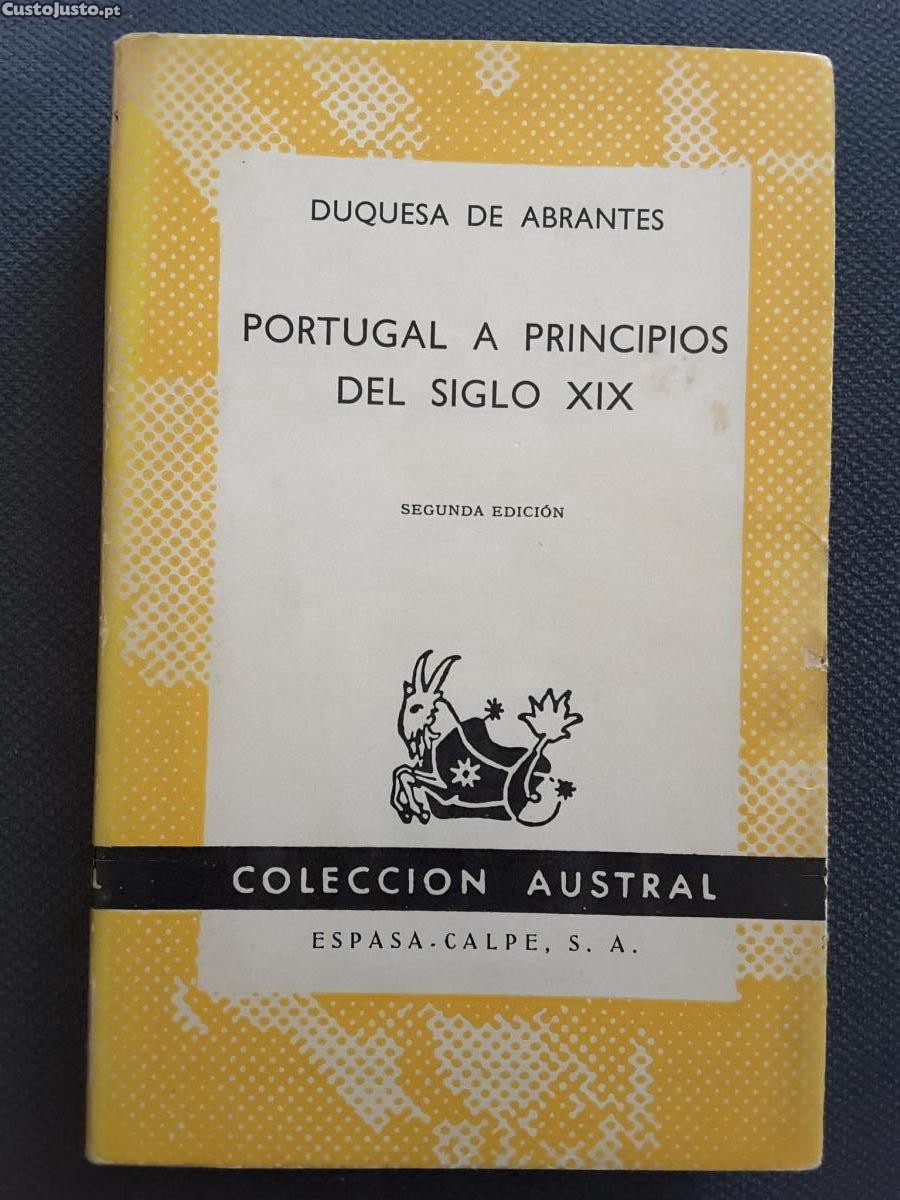 CustoJusto.pt
DUQUESA DE ABRANTES
PORTUGAL A PRINCIPIOS
DEL SIGLO XIX
SEGUNDA EDICIÓN
L
COLECCION AUSTRAL
ESPASA-CALPE, S. A.